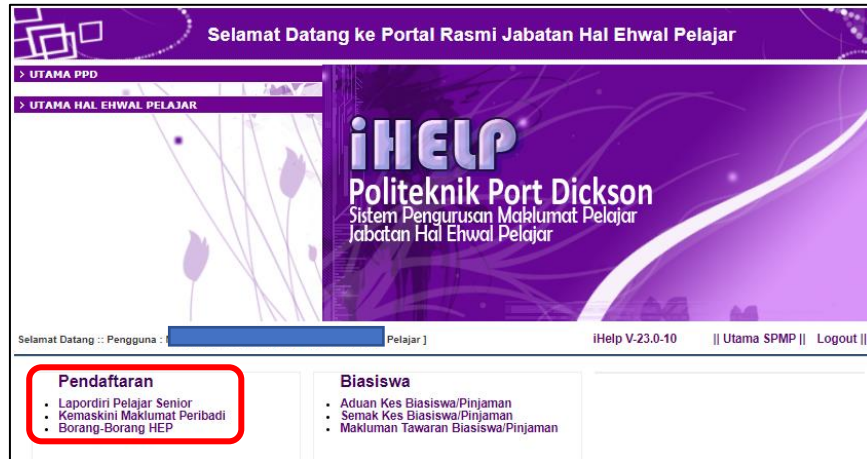 Selamat Datang ke Portal Rasmi Jabatan Hal Ehwal Pelajar
> UTAMA PPD
> UTAMA HAL EHWAL PELAJAR
iHELP
Politeknik Port Dickson
Sistem Pengurusan Maklumat Pelajar
Jabatan Hal Ehwal Pelajar
Selamat Datang :: Pengguna : Pelajar ] iHelp V-23.0-10 || Utama SPMP || Logout ||
Pendaftaran
• Lapordiri Pelajar Senior
• Kemaskini Maklumat Peribadi
• Borang-Borang HEP
Biasiswa
• Aduan Kes Biasiswa/Pinjaman
• Semak Kes Biasiswa/Pinjaman
• Makluman Tawaran Biasiswa/Pinjaman